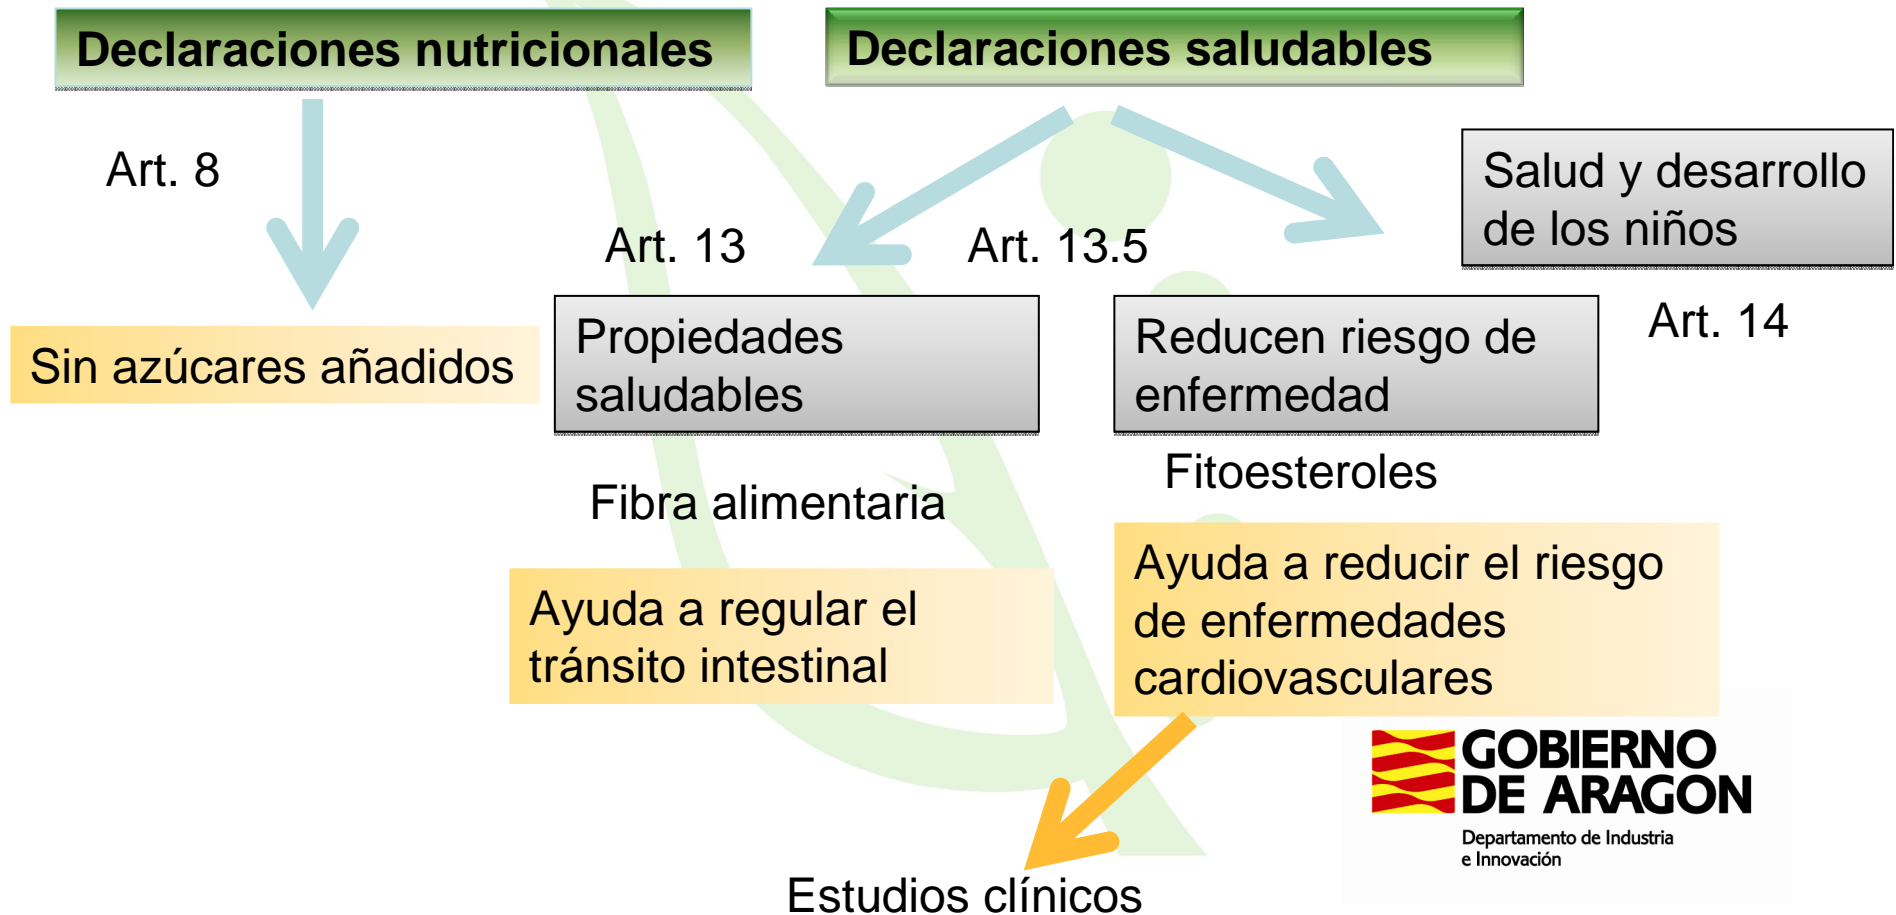 Declaraciones nutricionales
Declaraciones saludables
Art. 8
Salud y desarrollo
de los niños
Art. 13
Art. 13.5
Art. 14
Sin azúcares añadidos
Propiedades
saludables
Reducen riesgo de
enfermedad
Fibra alimentaria
Fitoesteroles
Ayuda a regular el
tránsito intestinal
Ayuda a reducir el riesgo
de enfermedades
cardiovasculares
Estudios clínicos
GOBIERNO
DE ARAGON
Departamento de Industria
e Innovación